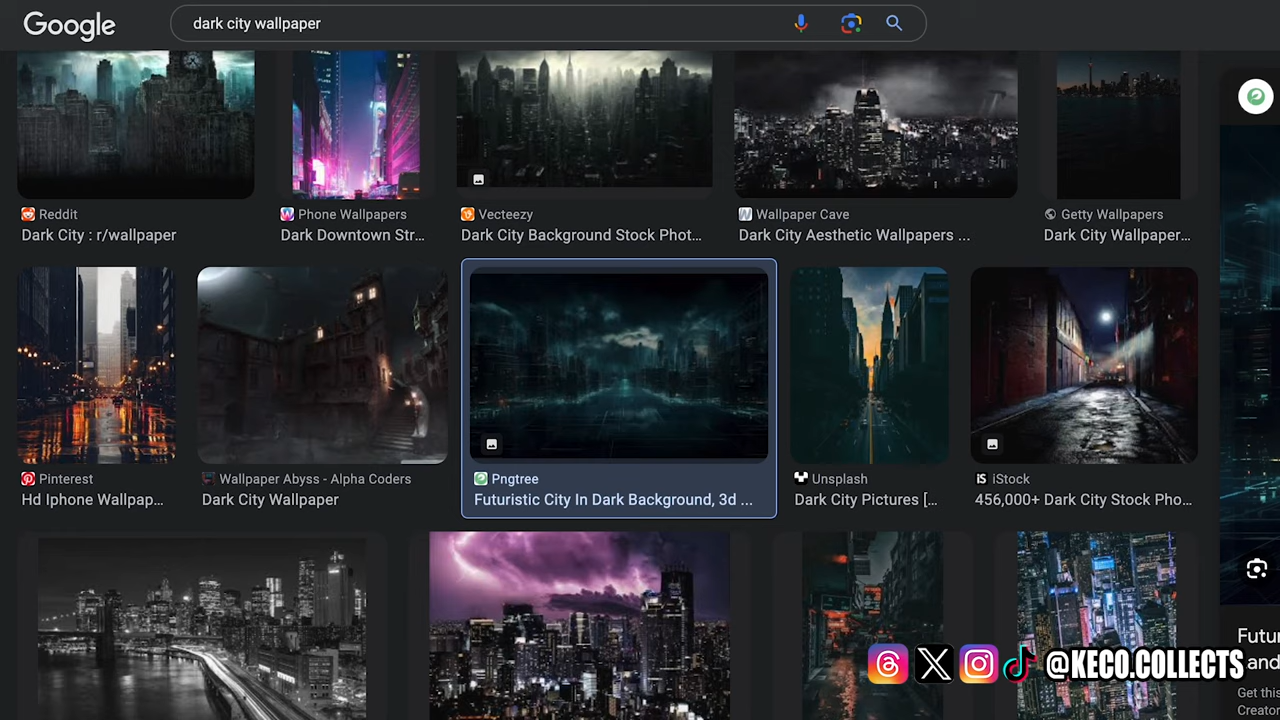 Google
dark city wallpaper
Reddit
Dark City : r/wallpaper
Phone Wallpapers
Dark Downtown Str...
Vecteezy
Dark City Background Stock Phot...
Wallpaper Cave
Dark City Aesthetic Wallpapers ...
Getty Wallpapers
Dark City Wallpaper...
Pinterest
Hd Iphone Wallpap...
Wallpaper Abyss - Alpha Coders
Dark City Wallpaper
Pngtree
Futuristic City In Dark Background, 3d ...
Unsplash
Dark City Pictures [...
iS iStock
456,000+ Dark City Stock Pho...
@KECO.COLLECTS
Futur
and
Get this
Creator